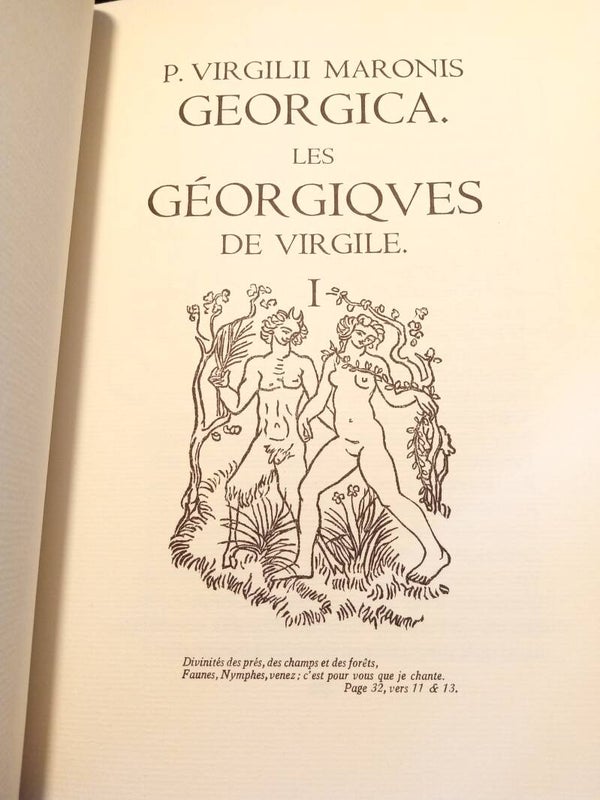 P. VIRGILII MARONIS
GEORGICA.
LES
GÉORGIQVES
DE VIRGILE.
I
Divinités des prés, des champs et des forêts,
Faunes, Nymphes, venez ; c'est pour vous que je chante.
Page 32, vers 11 & 13.